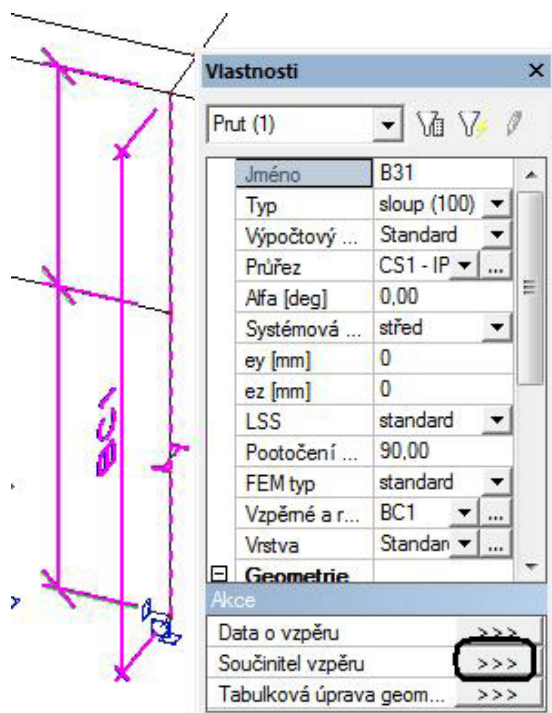 Vlastnosti
Prut (1)
Jméno B31
Typ sloup (100)
Výpočtový ... Standard
Průřez CS1 - IP ...
Alfa [deg] 0,00
Systémová ... střed
ey [mm] 0
ez [mm] 0
LSS standard
Pootočení ... 90,00
FEM typ standard
Vzpěrné a r... BC1 ...
Vrstva Standar ...
Geometrie
Akce
Data o vzpěru >>>
Součinitel vzpěru >>>
Tabulková úprava geom... >>>